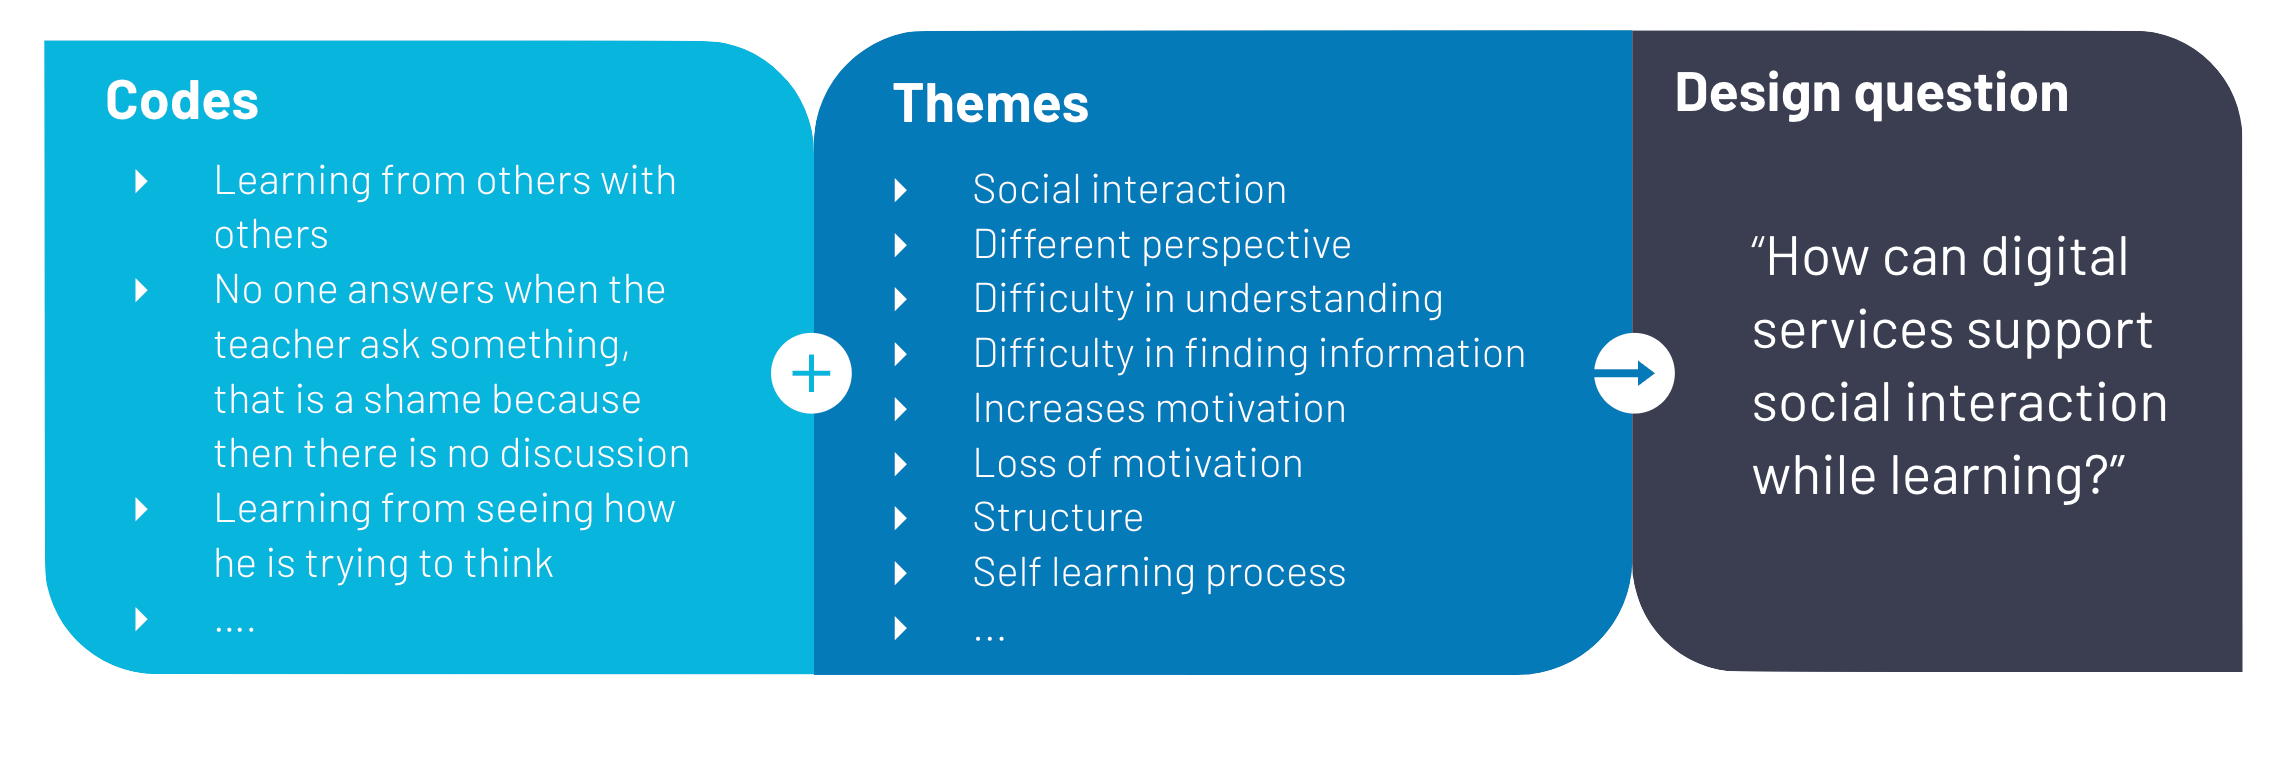 Codes
Learning from others with
others
No one answers when the
teacher ask something,
that is a shame because
then there is no discussion
Learning from seeing how
he is trying to think
....
Themes
Social interaction
Different perspective
Difficulty in understanding
Difficulty in finding information
Increases motivation
Loss of motivation
Structure
Self learning process
...
Design question
“How can digital
services support
social interaction
while learning?”